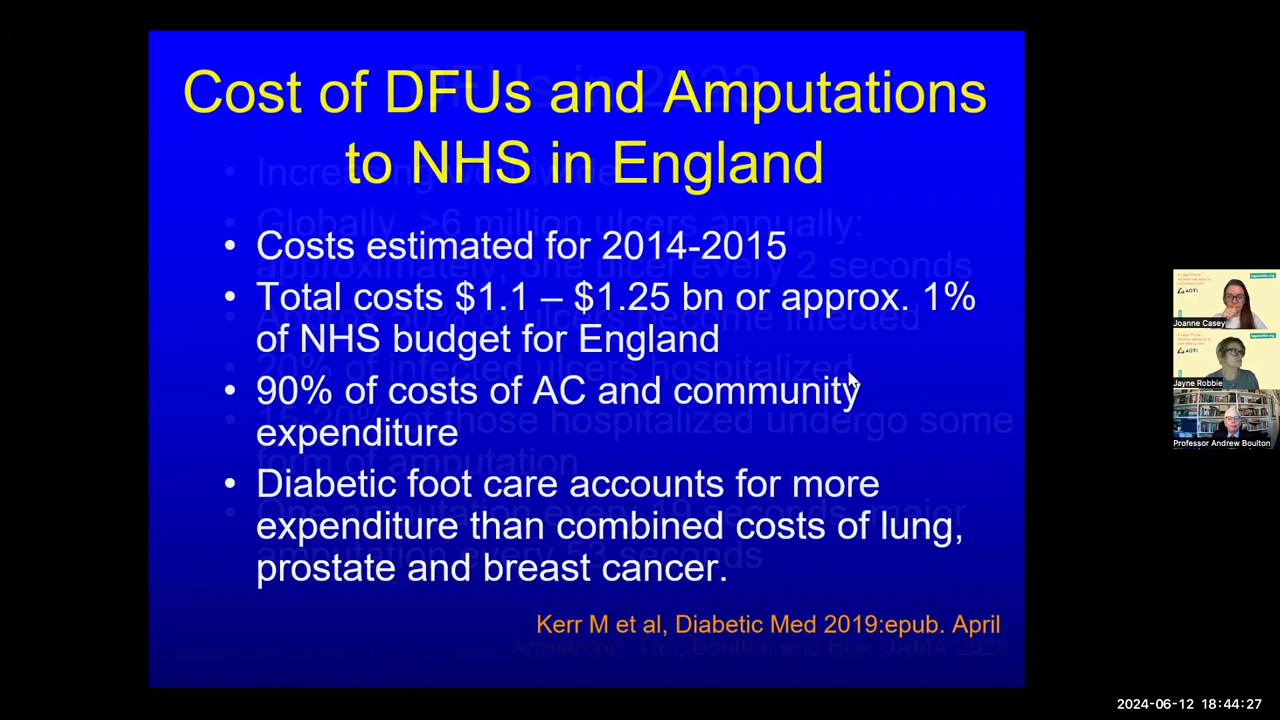 Cost of DFUs and Amputations
to NHS in England
• Costs estimated for 2014-2015
• Total costs $1.1 – $1.25 bn or approx. 1%
of NHS budget for England
• 90% of costs of AC and community
expenditure
• Diabetic foot care accounts for more
expenditure than combined costs of lung,
prostate and breast cancer.
Kerr M et al, Diabetic Med 2019:epub. April
AOTI
Joanne Casey
AOTI
Jayne Robbie
Professor Andrew Boulton
2024-06-12 18:44:27